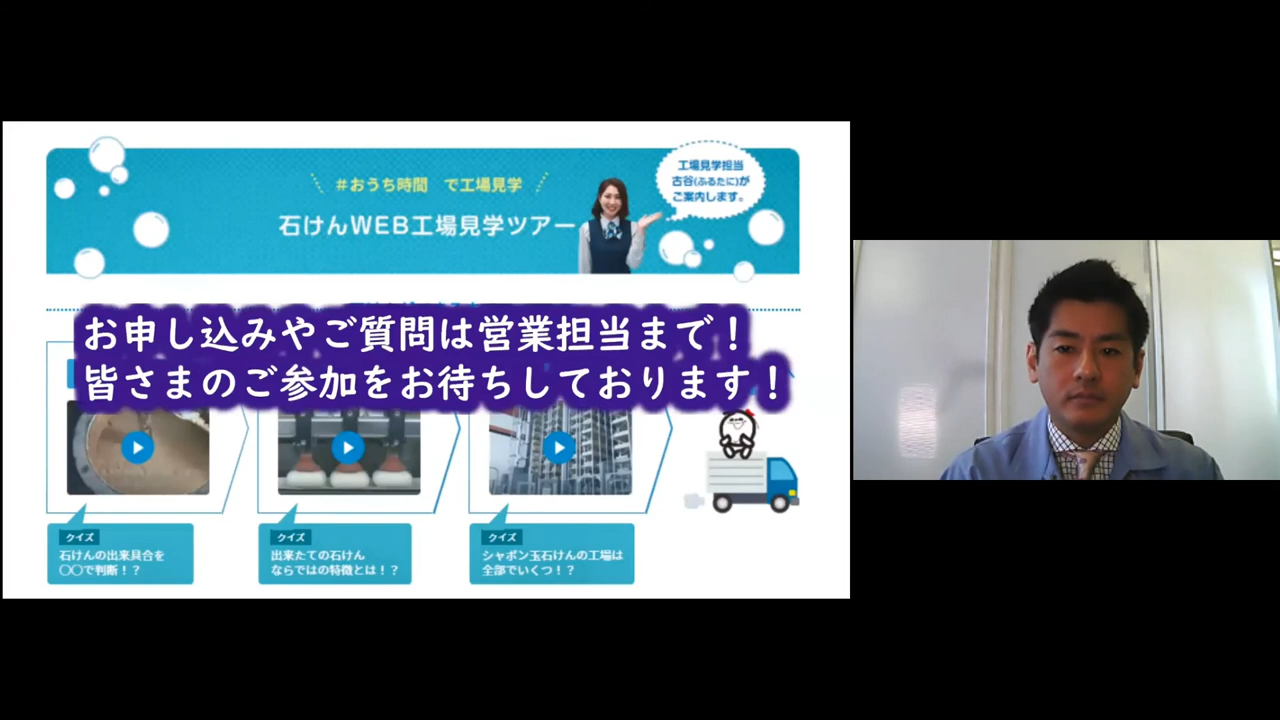 #おうち時間 で工場見学
石けんWEB工場見学ツアー
工場見学担当
古谷(ふるたに)が
ご案内します。
お申し込みやご質問は営業担当まで!
皆さまのご参加をお待ちしております!
クイズ
石けんの出来具合を
〇〇で判断!?
クイズ
出来たての石けん
ならではの特徴とは!?
クイズ
シャボン玉石けんの工場は
全部でいくつ!?